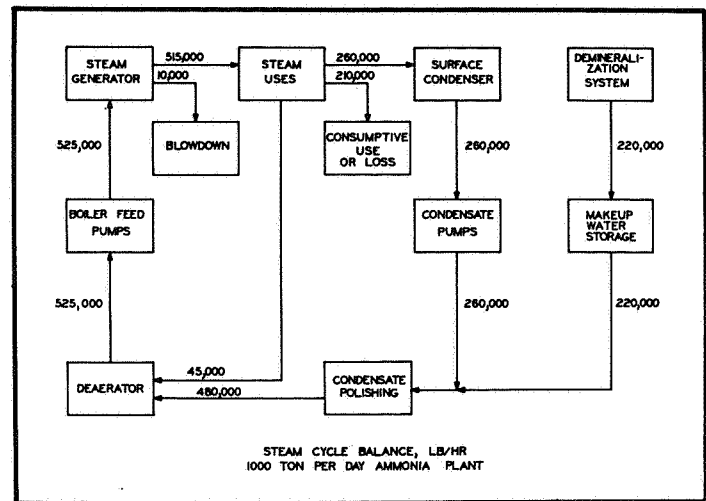 STEAM
GENERATOR
515,000
10,000
STEAM
USES
260,000
210,000
SURFACE
CONDENSER
DEMINERALI-
ZATION
SYSTEM
525,000
BLOWDOWN
CONSUMPTIVE
USE
OR LOSS
260,000
220,000
BOILER FEED
PUMPS
CONDENSATE
PUMPS
MAKEUP
WATER
STORAGE
525,000
260,000
220,000
DEAERATOR
45,000
480,000
CONDENSATE
POLISHING
STEAM CYCLE BALANCE, LB/HR
1000 TON PER DAY AMMONIA PLANT